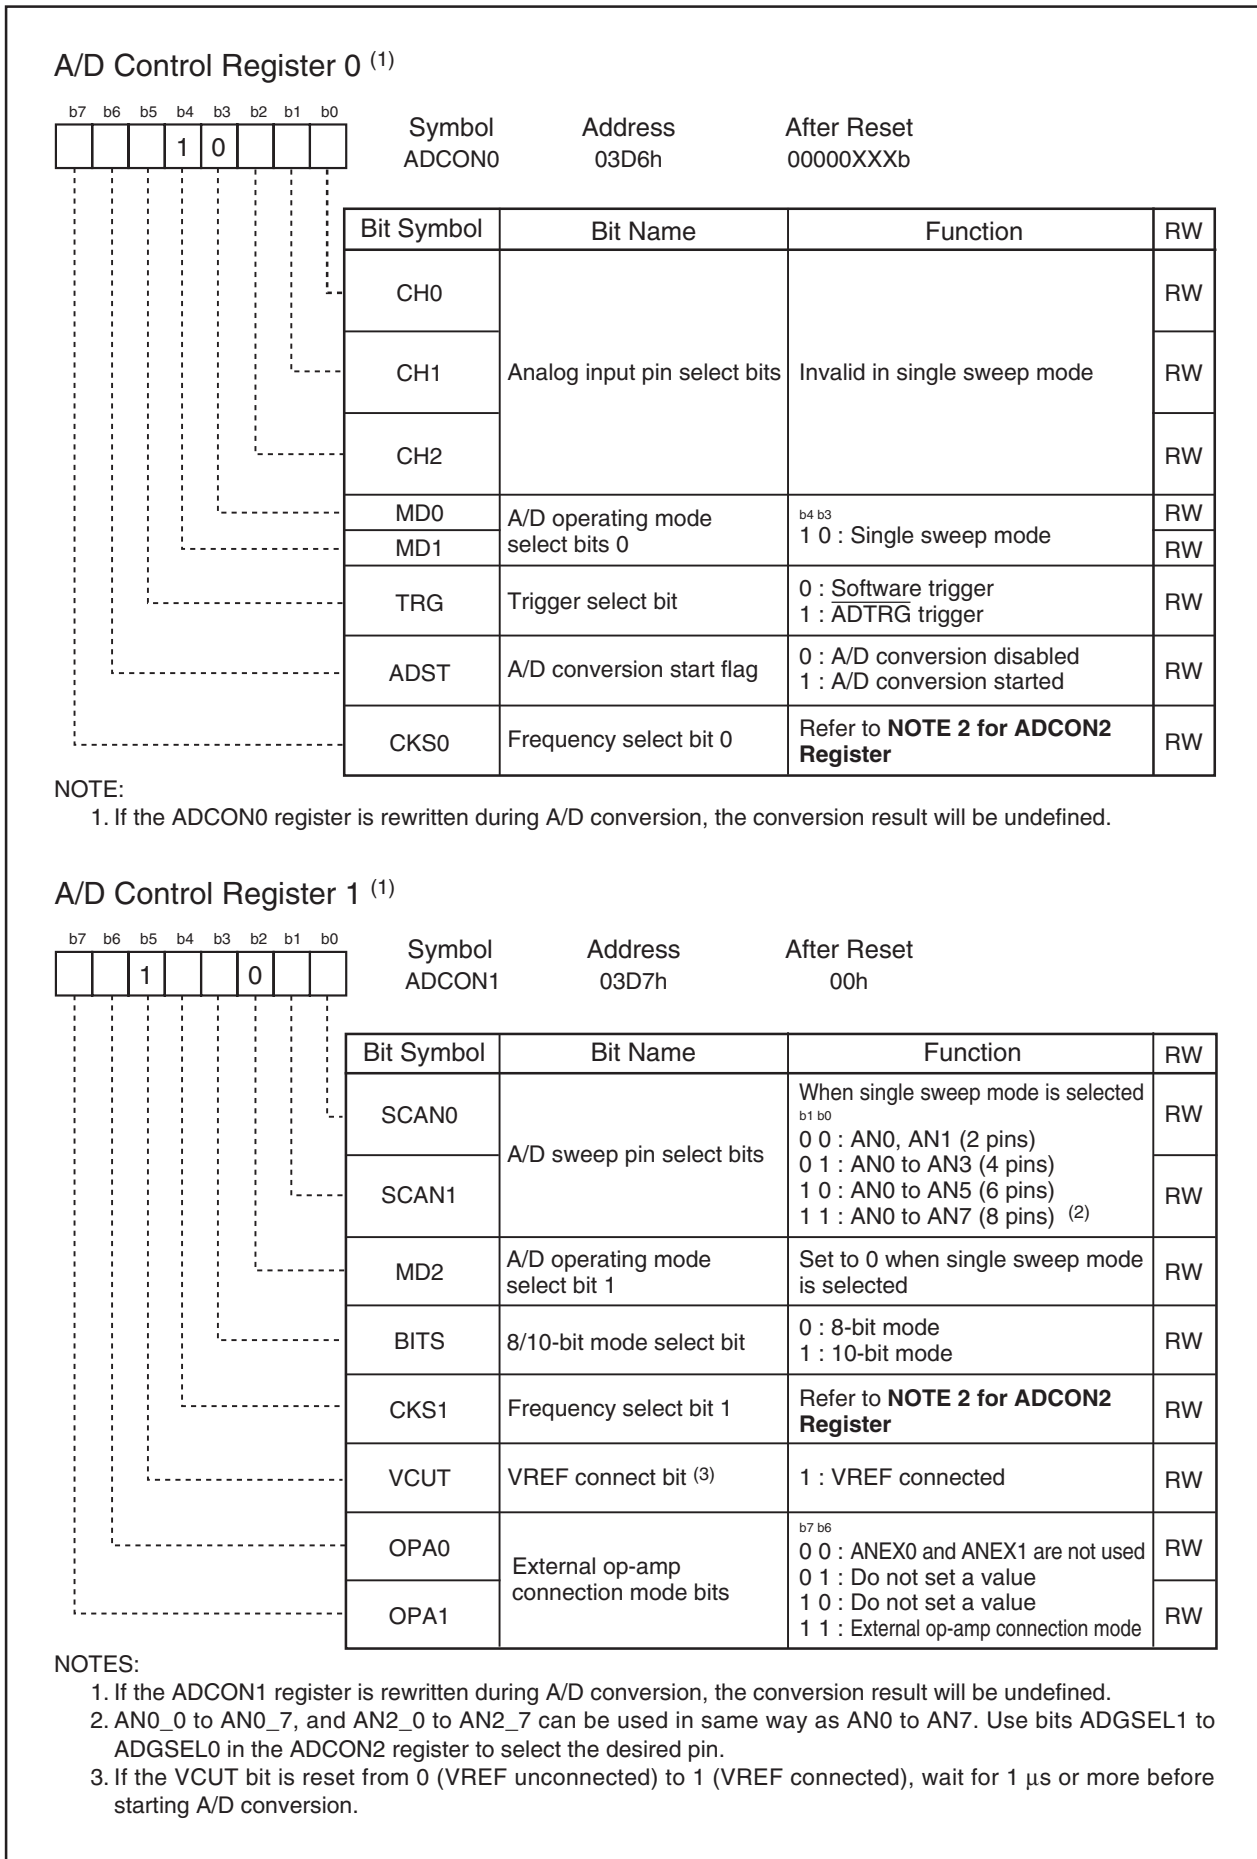 A/D Control Register 0 (1)
b7 b6 b5 b4 b3 b2 b1 b0
1 0
Symbol Address After Reset
ADCON0 03D6h 00000XXXb
Bit Symbol Bit Name Function RW
CH0 RW
CH1 Analog input pin select bits Invalid in single sweep mode RW
CH2 RW
MD0 A/D operating mode b4 b3 RW
MD1 select bits 0 1 0 : Single sweep mode RW
TRG Trigger select bit 0 : Software trigger RW
1 : ADTRG trigger
ADST A/D conversion start flag 0 : A/D conversion disabled RW
1 : A/D conversion started
CKS0 Frequency select bit 0 Refer to NOTE 2 for ADCON2 RW
Register
NOTE:
1. If the ADCON0 register is rewritten during A/D conversion, the conversion result will be undefined.
A/D Control Register 1 (1)
b7 b6 b5 b4 b3 b2 b1 b0
1 0
Symbol Address After Reset
ADCON1 03D7h 00h
Bit Symbol Bit Name Function RW
When single sweep mode is selected
SCAN0 b1 b0 RW
0 0 : AN0, AN1 (2 pins)
A/D sweep pin select bits 0 1 : AN0 to AN3 (4 pins)
SCAN1 1 0 : AN0 to AN5 (6 pins) RW
1 1 : AN0 to AN7 (8 pins) (2)
MD2 A/D operating mode Set to 0 when single sweep mode RW
select bit 1 is selected
BITS 8/10-bit mode select bit 0 : 8-bit mode RW
1 : 10-bit mode
CKS1 Frequency select bit 1 Refer to NOTE 2 for ADCON2 RW
Register
VCUT VREF connect bit (3) 1 : VREF connected RW
b7 b6
OPA0 0 0 : ANEX0 and ANEX1 are not used RW
External op-amp 0 1 : Do not set a value
connection mode bits 1 0 : Do not set a value
OPA1 1 1 : External op-amp connection mode RW
NOTES:
1. If the ADCON1 register is rewritten during A/D conversion, the conversion result will be undefined.
2. AN0_0 to AN0_7, and AN2_0 to AN2_7 can be used in same way as AN0 to AN7. Use bits ADGSEL1 to
ADGSEL0 in the ADCON2 register to select the desired pin.
3. If the VCUT bit is reset from 0 (VREF unconnected) to 1 (VREF connected), wait for 1 µs or more before
starting A/D conversion.